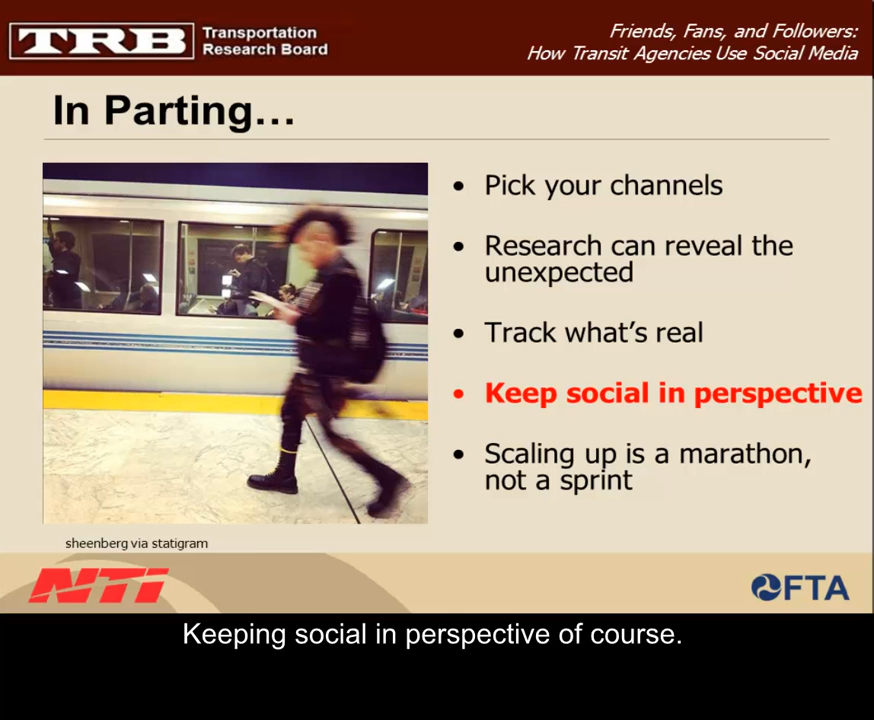 TRB
Transportation
Research Board
Friends, Fans, and Followers:
How Transit Agencies Use Social Media
In Parting…
• Pick your channels
• Research can reveal the
unexpected
• Track what's real
• Keep social in perspective
• Scaling up is a marathon,
not a sprint
sheenberg via statigram
NTI
FTA
Keeping social in perspective of course.